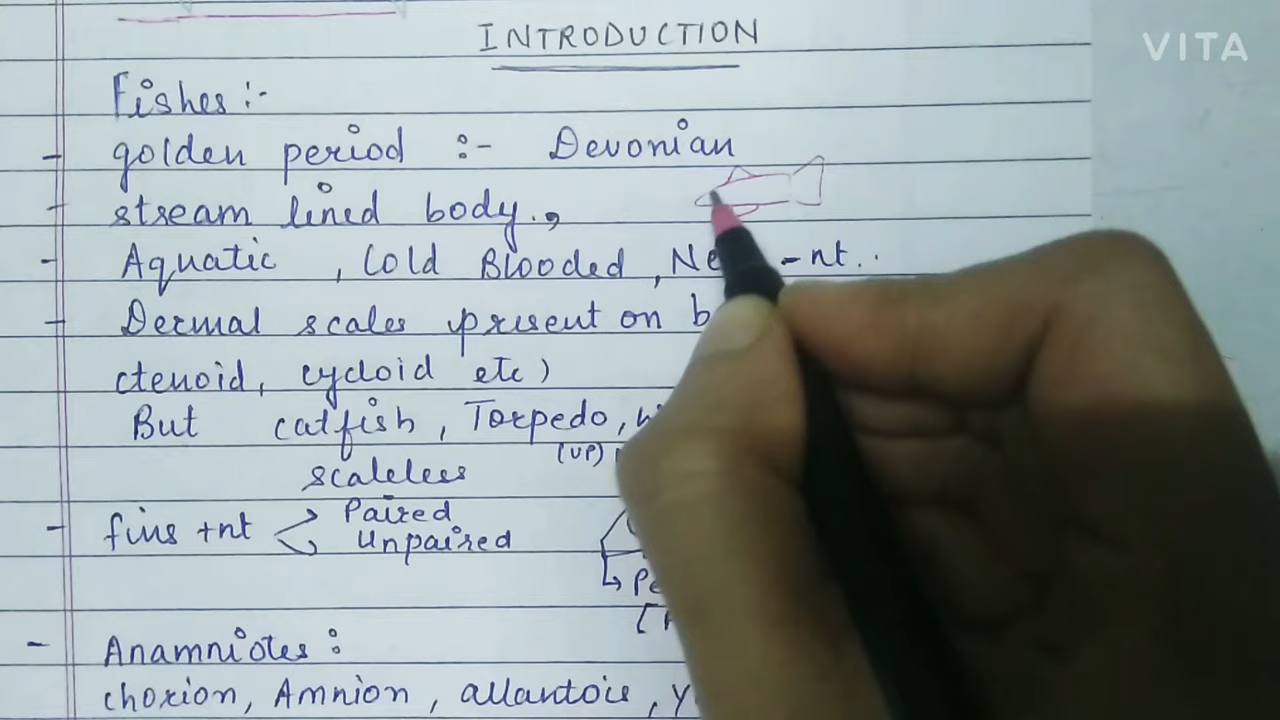 INTRODUCTION
VITA
Fishes :-
- golden period :- Devonian
- stream lined body.,
- Aquatic , Cold Blooded , -nt..
- Dermal scales present on
ctenoid, cycloid etc)
But catfish , Torpedo ,
(UP)
scaleless
- fins +nt < Paired
Unpaired
- Anamniotes :
chorion, Amnion , allantois ,